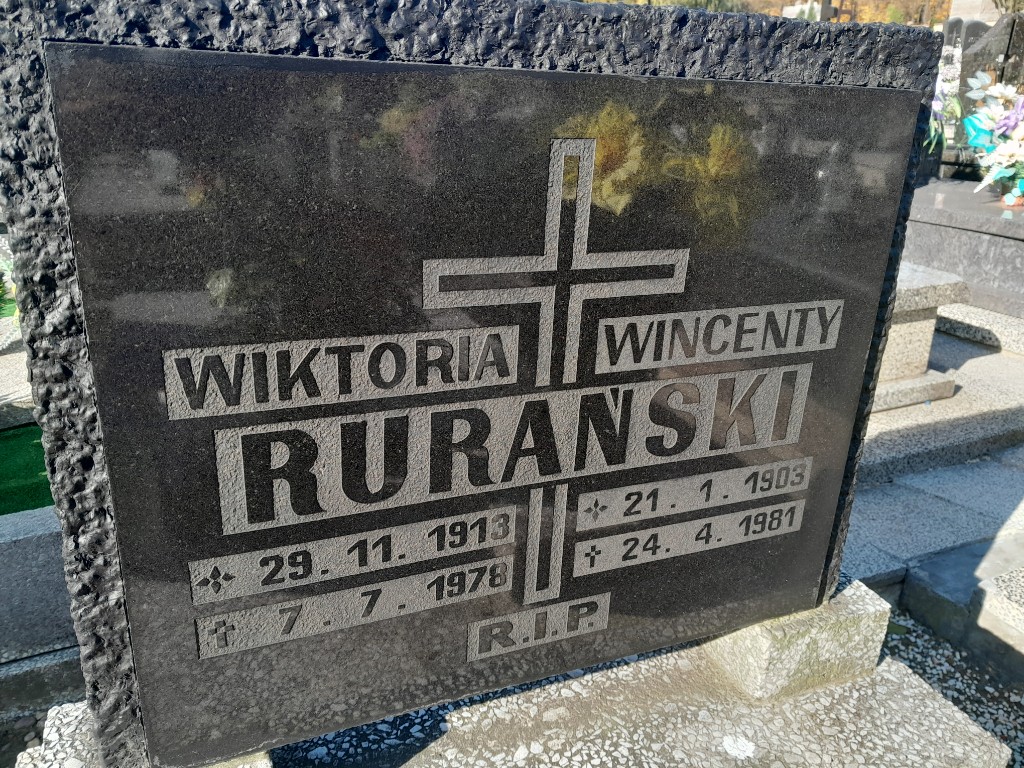 WIKTORIA WINCENTY
RURAŃSKI
29. 11. 1913 21. 1. 1903
7. 7. 1978 24. 4. 1981
R.I.P.